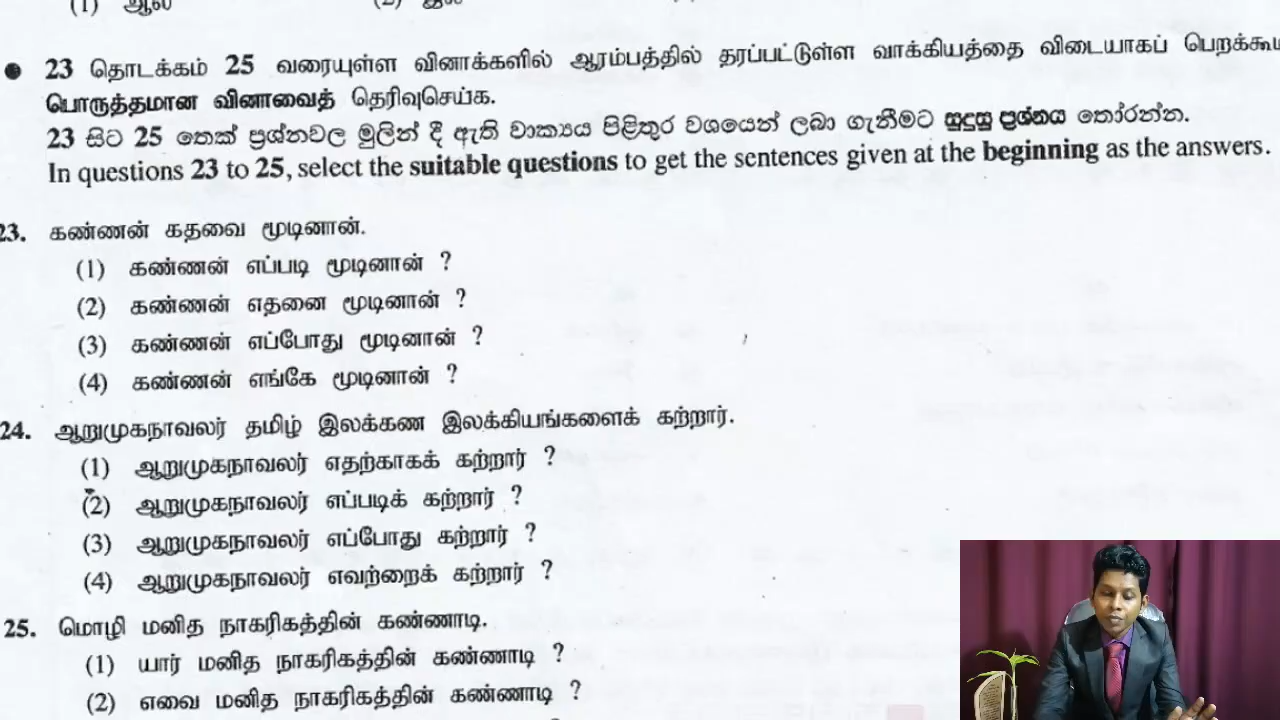 (1) ஆல்
● 23 தொடக்கம் 25 வரையுள்ள வினாக்களில் ஆரம்பத்தில் தரப்பட்டுள்ள வாக்கியத்தை விடையாகப்
பொருத்தமான வினாவைத் தெரிவுசெய்க.
23 සිට 25 තෙක් ප්‍රශ්නවල මුලින් දී ඇති වාක්‍යය පිළිතුර වශයෙන් ලබා ගැනීමට සුදුසු ප්‍රශ්නය තෝරන්න.
In questions 23 to 25, select the suitable questions to get the sentences given at the beginning as the answers.
23. கண்ணன் கதவை மூடினான்.
(1) கண்ணன் எப்படி மூடினான் ?
(2) கண்ணன் எதனை மூடினான் ?
(3) கண்ணன் எப்போது மூடினான் ?
(4) கண்ணன் எங்கே மூடினான் ?
24. ஆறுமுகநாவலர் தமிழ் இலக்கண இலக்கியங்களைக் கற்றார்.
(1) ஆறுமுகநாவலர் எதற்காகக் கற்றார் ?
(2) ஆறுமுகநாவலர் எப்படிக் கற்றார் ?
(3) ஆறுமுகநாவலர் எப்போது கற்றார் ?
(4) ஆறுமுகநாவலர் எவற்றைக் கற்றார் ?
25. மொழி மனித நாகரிகத்தின் கண்ணாடி.
(1) யார் மனித நாகரிகத்தின் கண்ணாடி ?
(2) எவை மனித நாகரிகத்தின் கண்ணாடி ?